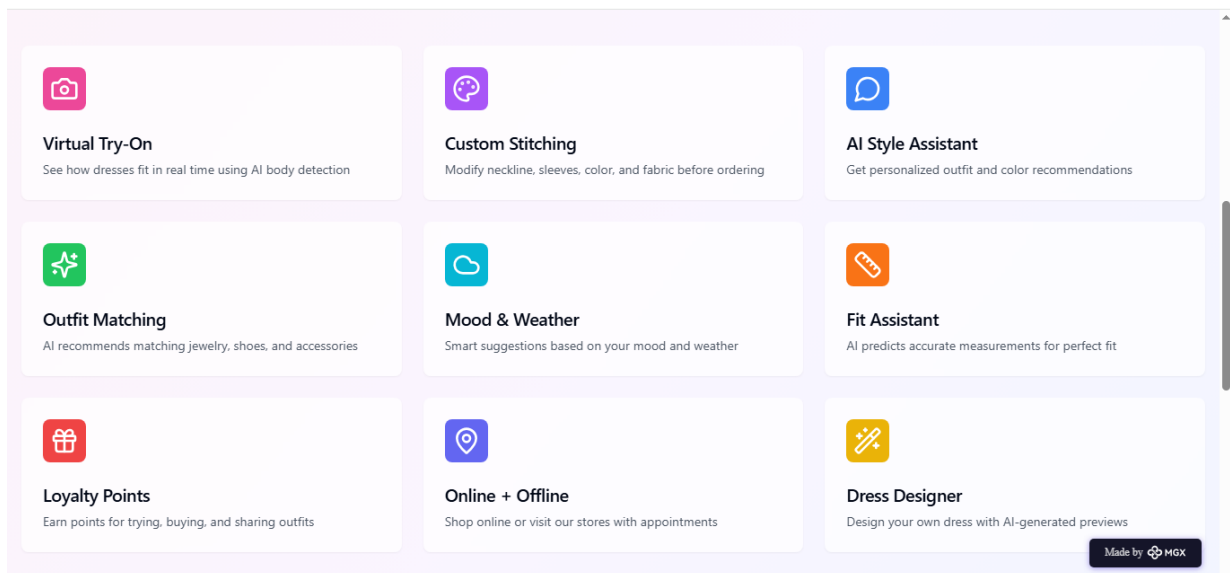 Virtual Try-On
See how dresses fit in real time using AI body detection
Custom Stitching
Modify neckline, sleeves, color, and fabric before ordering
AI Style Assistant
Get personalized outfit and color recommendations
Outfit Matching
AI recommends matching jewelry, shoes, and accessories
Mood & Weather
Smart suggestions based on your mood and weather
Fit Assistant
AI predicts accurate measurements for perfect fit
Loyalty Points
Earn points for trying, buying, and sharing outfits
Online + Offline
Shop online or visit our stores with appointments
Dress Designer
Design your own dress with AI-generated previews
Made by MGX